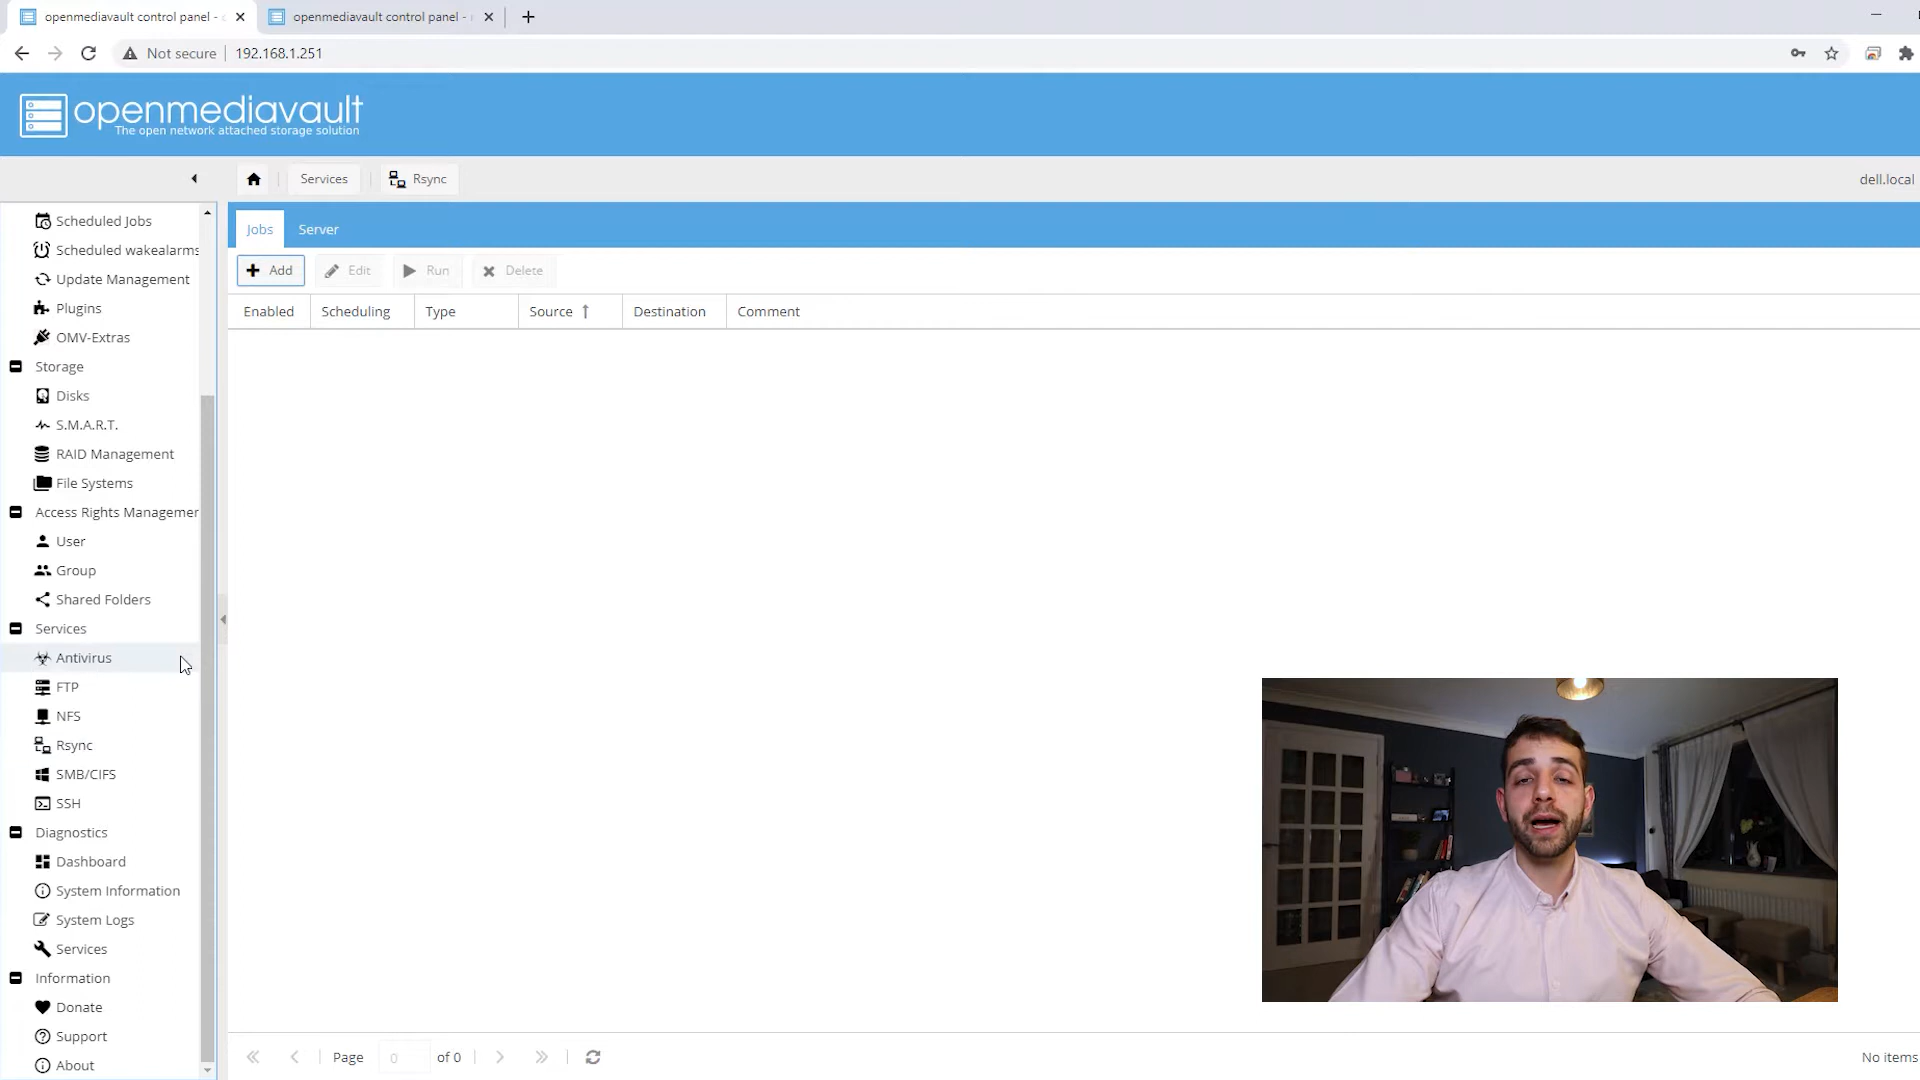 openmediavault control panel -
openmediavault control panel -
Not secure
192.168.1.251
openmediavault
The open network attached storage solution
Services
Rsync
dell.local
Scheduled Jobs
Scheduled wakealarms
Update Management
Plugins
OMV-Extras
Storage
Disks
S.M.A.R.T.
RAID Management
File Systems
Access Rights Managemen
User
Group
Shared Folders
Services
Antivirus
FTP
NFS
Rsync
SMB/CIFS
SSH
Diagnostics
Dashboard
System Information
System Logs
Services
Information
Donate
Support
About
Jobs
Server
Add
Edit
Run
Delete
Enabled
Scheduling
Type
Source
Destination
Comment
Page
0
of 0
No items